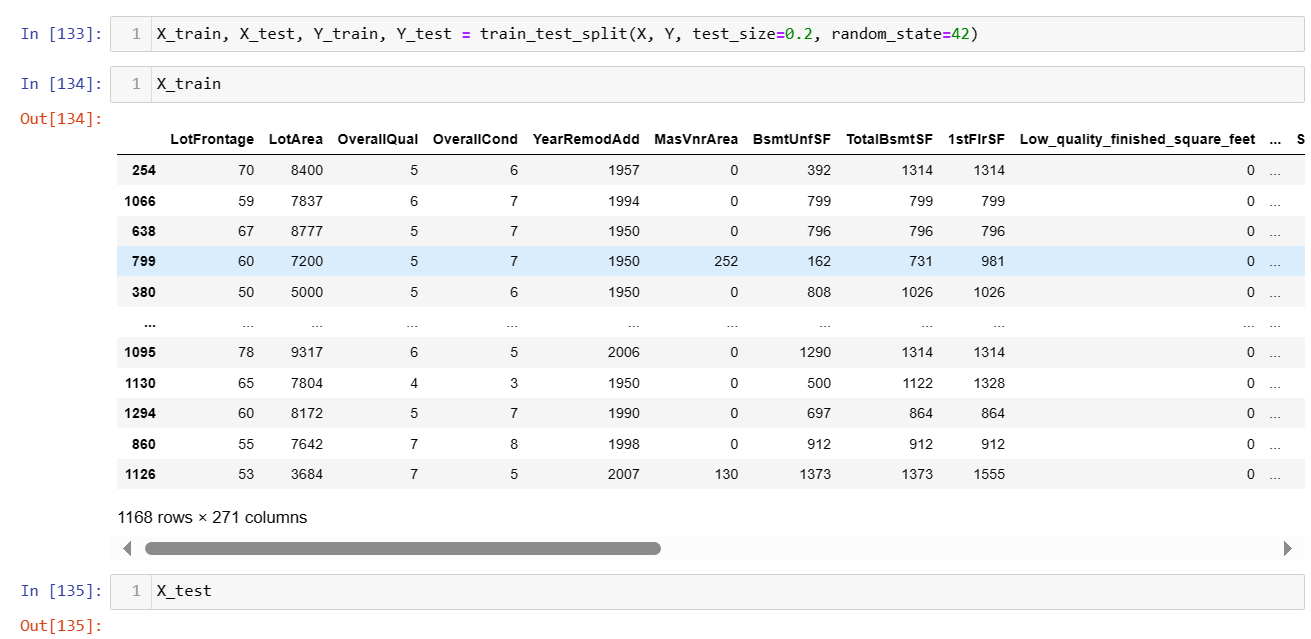 In [133]: 1 X_train, X_test, Y_train, Y_test = train_test_split(X, Y, test_size=0.2, random_state=42)
In [134]: 1 X_train
Out[134]:
LotFrontage LotArea OverallQual OverallCond YearRemodAdd MasVnrArea BsmtUnfSF TotalBsmtSF 1stFlrSF Low_quality_finished_square_feet ... S
254 70 8400 5 6 1957 0 392 1314 1314 0 ...
1066 59 7837 6 7 1994 0 799 799 799 0 ...
638 67 8777 5 7 1950 0 796 796 796 0 ...
799 60 7200 5 7 1950 252 162 731 981 0 ...
380 50 5000 5 6 1950 0 808 1026 1026 0 ...
... ... ... ... ... ... ... ... ... ... ... ...
1095 78 9317 6 5 2006 0 1290 1314 1314 0 ...
1130 65 7804 4 3 1950 0 500 1122 1328 0 ...
1294 60 8172 5 7 1990 0 697 864 864 0 ...
860 55 7642 7 8 1998 0 912 912 912 0 ...
1126 53 3684 7 5 2007 130 1373 1373 1555 0 ...
1168 rows × 271 columns
In [135]: 1 X_test
Out[135]: